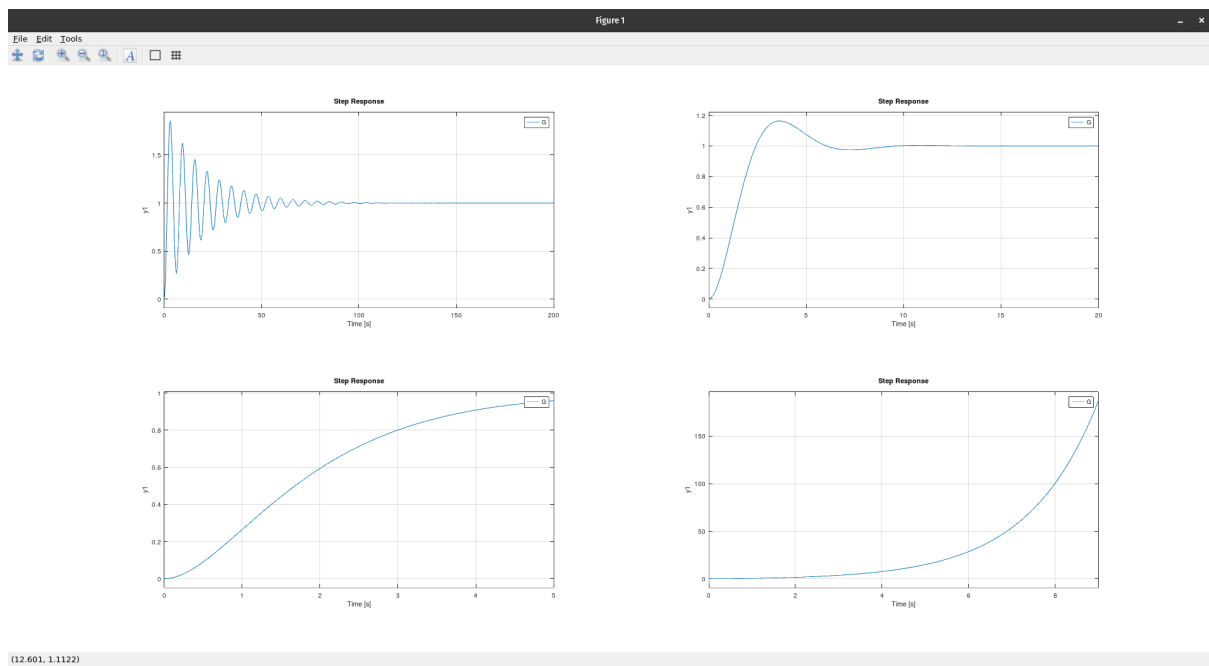 Figure 1
File Edit Tools
A
Step Response
G
y1
1.5
1
0.5
0
0 50 100 150 200
Time [s]
Step Response
G
y1
1.2
1
0.8
0.6
0.4
0.2
0
0 5 10 15 20
Time [s]
Step Response
G
y1
1
0.8
0.6
0.4
0.2
0
0 1 2 3 4 5
Time [s]
Step Response
G
y1
150
100
50
0
0 2 4 6 8
Time [s]
(12.601, 1.1122)